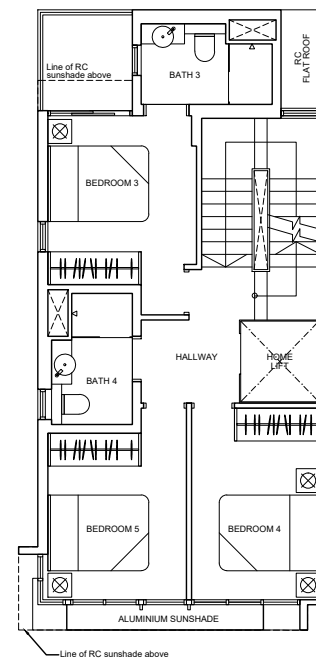 Line of RC
sunshade above
BATH 3
RC
FLAT ROOF
BEDROOM 3
HALLWAY
HOME
LIFT
BATH 4
BEDROOM 5
BEDROOM 4
ALUMINIUM SUNSHADE
Line of RC sunshade above